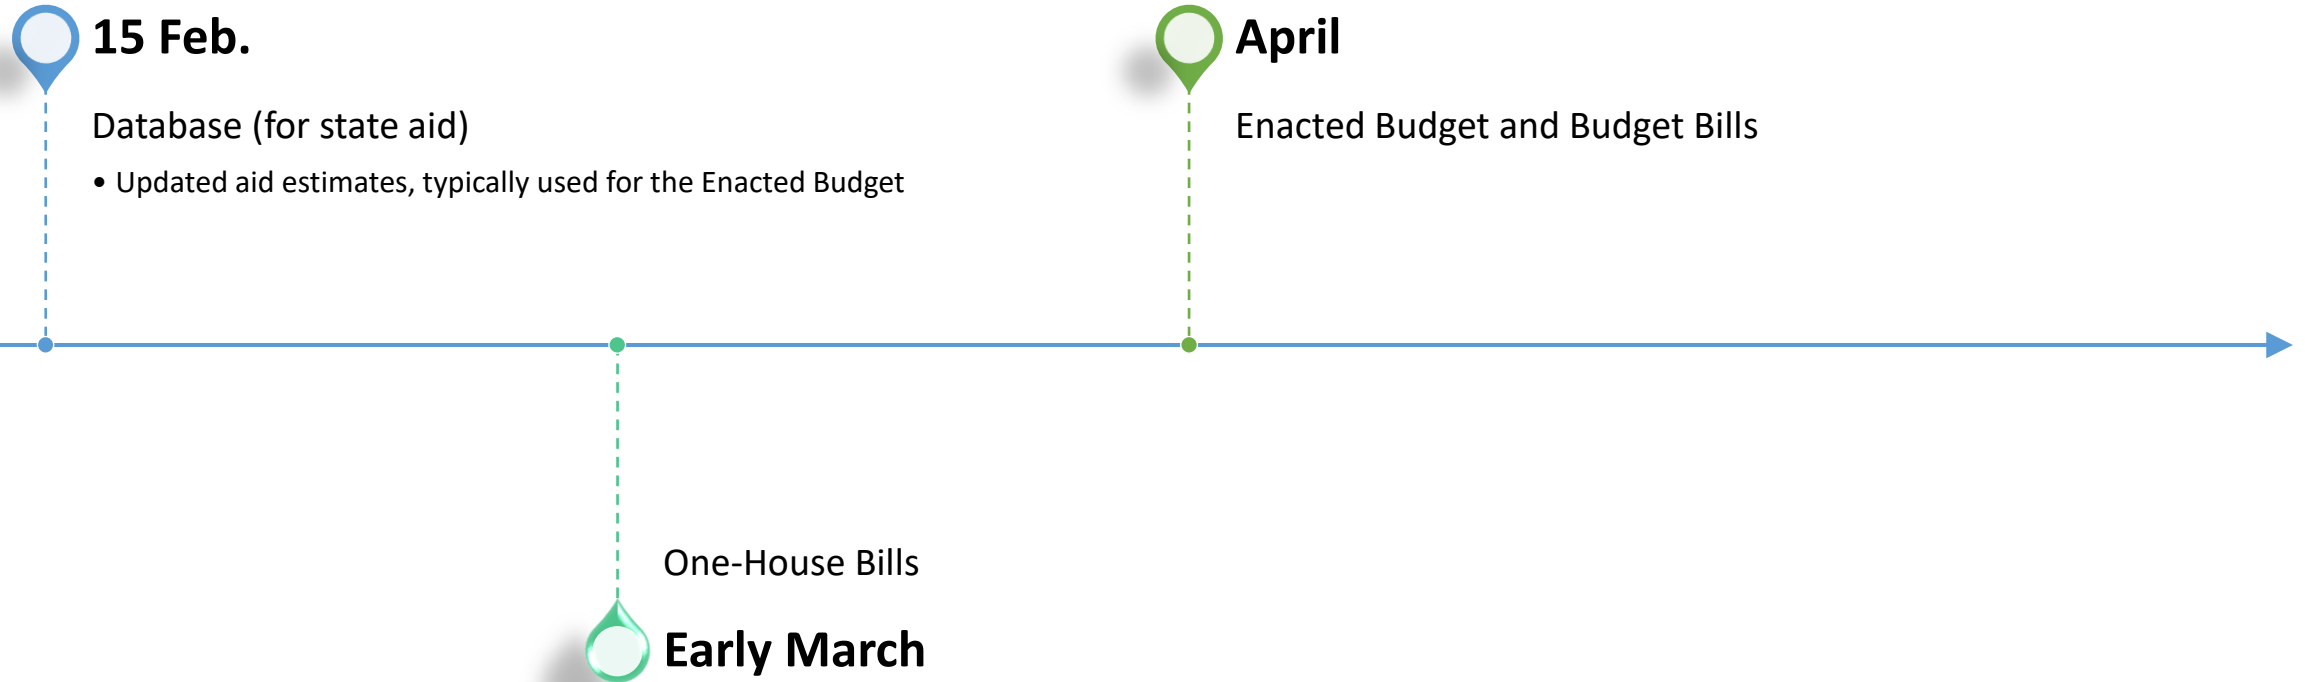 15 Feb.
Database (for state aid)
• Updated aid estimates, typically used for the Enacted Budget
April
Enacted Budget and Budget Bills
One-House Bills
Early March